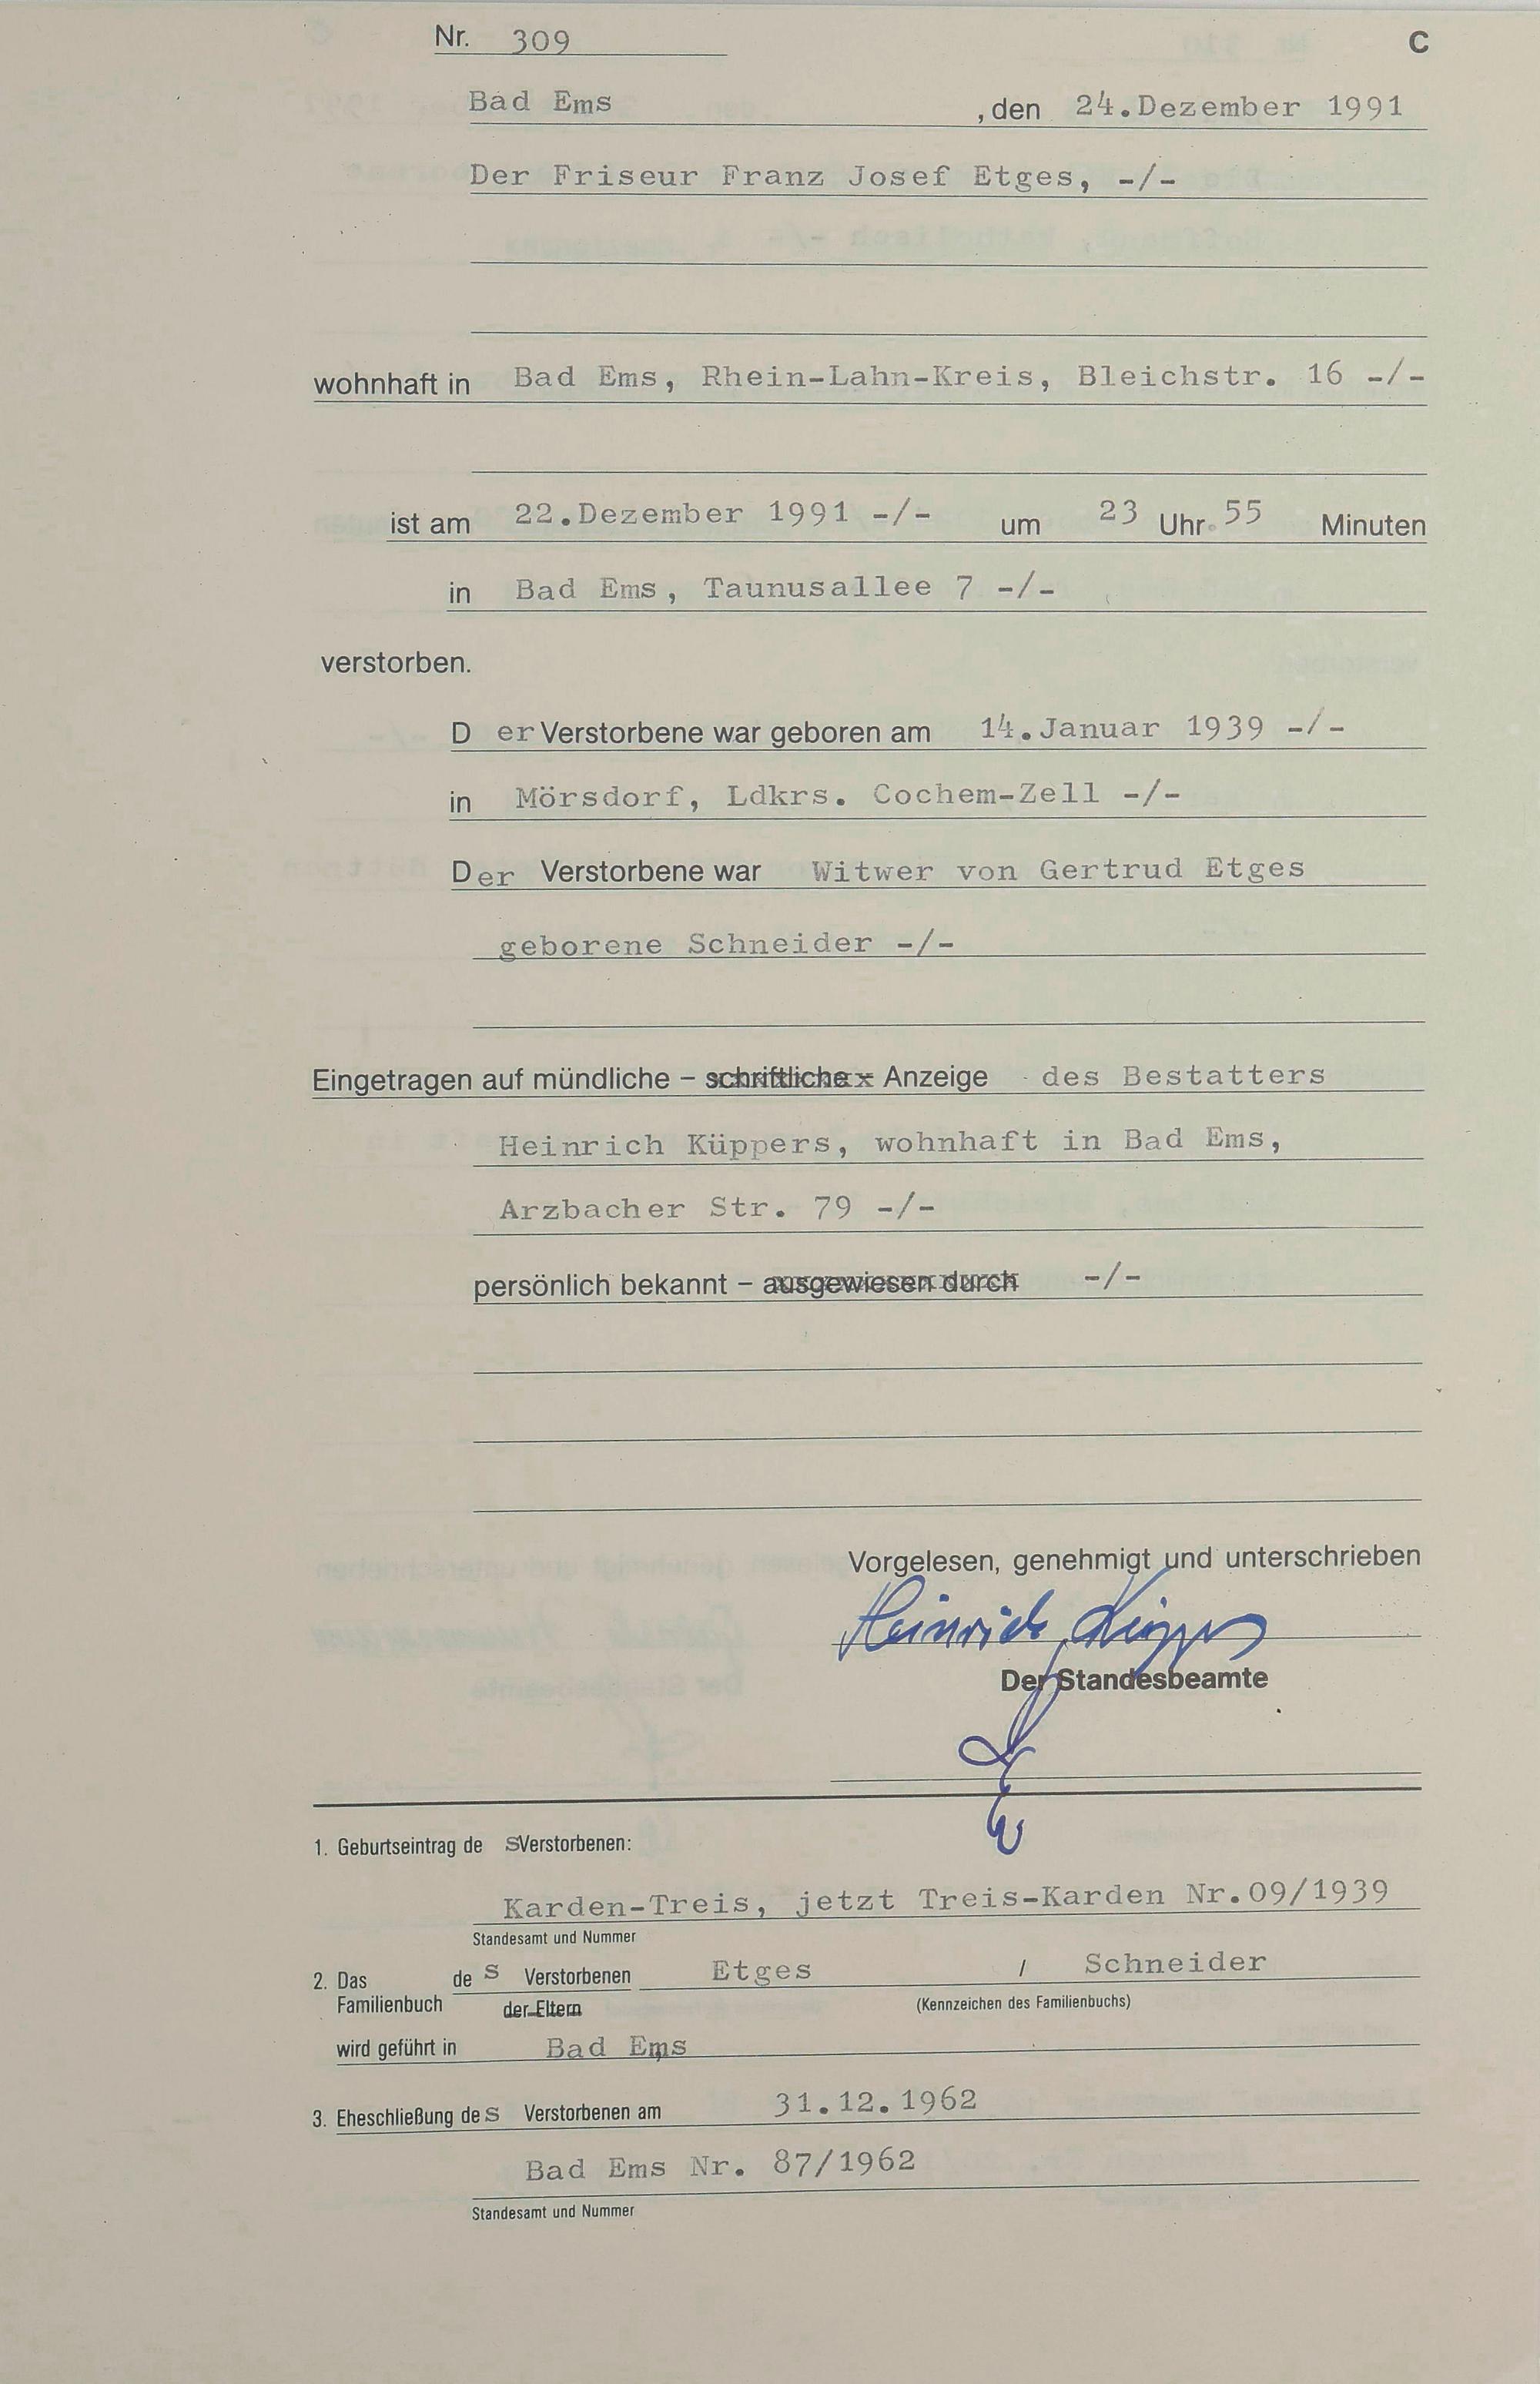 Nr. 309 C
Bad Ems , den 24.Dezember 1991
Der Friseur Franz Josef Etges, -/-
wohnhaft in Bad Ems, Rhein-Lahn-Kreis, Bleichstr. 16 -/-
ist am 22.Dezember 1991 -/- um 23 Uhr 55 Minuten
in Bad Ems, Taunusallee 7 -/-
verstorben.
Der Verstorbene war geboren am 14.Januar 1939 -/-
in Mörsdorf, Ldkrs. Cochem-Zell -/-
Der Verstorbene war Witwer von Gertrud Etges
geborene Schneider -/-
Eingetragen auf mündliche – schriftliche – Anzeige des Bestatters
Heinrich Küppers, wohnhaft in Bad Ems,
Arzbacher Str. 79 -/-
persönlich bekannt – ausgewiesen durch -/-
Vorgelesen, genehmigt und unterschrieben
Heinrich Küppers
Der Standesbeamte
1. Geburtseintrag des Verstorbenen:
Karden-Treis, jetzt Treis-Karden Nr.09/1939
Standesamt und Nummer
2. Das des Verstorbenen Etges / Schneider
Familienbuch der Eltern (Kennzeichen des Familienbuchs)
wird geführt in Bad Ems
3. Eheschließung des Verstorbenen am 31.12.1962
Bad Ems Nr. 87/1962
Standesamt und Nummer